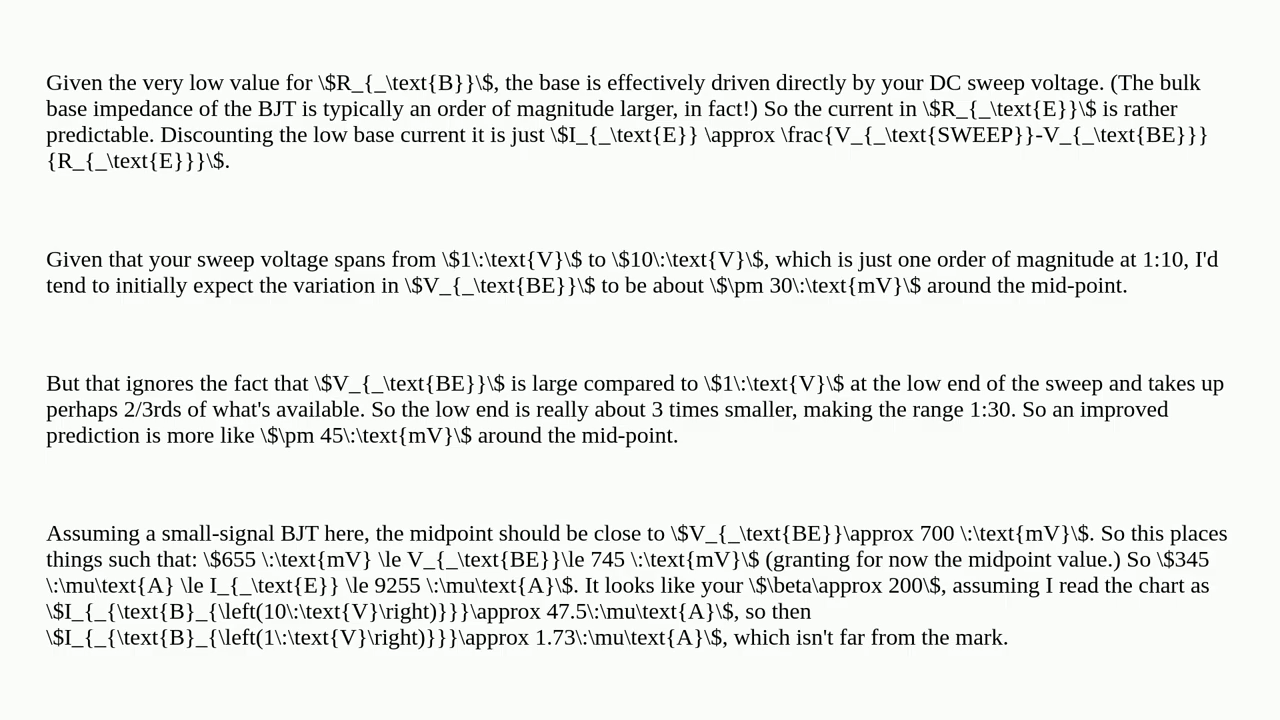 Given the very low value for \$R_{_\text{B}}\$, the base is effectively driven directly by your DC sweep voltage. (The bulk
base impedance of the BJT is typically an order of magnitude larger, in fact!) So the current in \$R_{_\text{E}}\$ is rather
predictable. Discounting the low base current it is just \$I_{_\text{E}} \approx \frac{V_{_\text{SWEEP}}-V_{_\text{BE}}}
{R_{_\text{E}}}\$.
Given that your sweep voltage spans from \$1\:\text{V}\$ to \$10\:\text{V}\$, which is just one order of magnitude at 1:10, I'd
tend to initially expect the variation in \$V_{_\text{BE}}\$ to be about \$\pm 30\:\text{mV}\$ around the mid-point.
But that ignores the fact that \$V_{_\text{BE}}\$ is large compared to \$1\:\text{V}\$ at the low end of the sweep and takes up
perhaps 2/3rds of what's available. So the low end is really about 3 times smaller, making the range 1:30. So an improved
prediction is more like \$\pm 45\:\text{mV}\$ around the mid-point.
Assuming a small-signal BJT here, the midpoint should be close to \$V_{_\text{BE}}\approx 700 \:\text{mV}\$. So this places
things such that: \$655 \:\text{mV} \le V_{_\text{BE}}\le 745 \:\text{mV}\$ (granting for now the midpoint value.) So \$345
\:\mu\text{A} \le I_{_\text{E}} \le 9255 \:\mu\text{A}\$. It looks like your \$\beta\approx 200\$, assuming I read the chart as
\$I_{_{\text{B}_{\left(10\:\text{V}\right)}}}\approx 47.5\:\mu\text{A}\$, so then
\$I_{_{\text{B}_{\left(1\:\text{V}\right)}}}\approx 1.73\:\mu\text{A}\$, which isn't far from the mark.